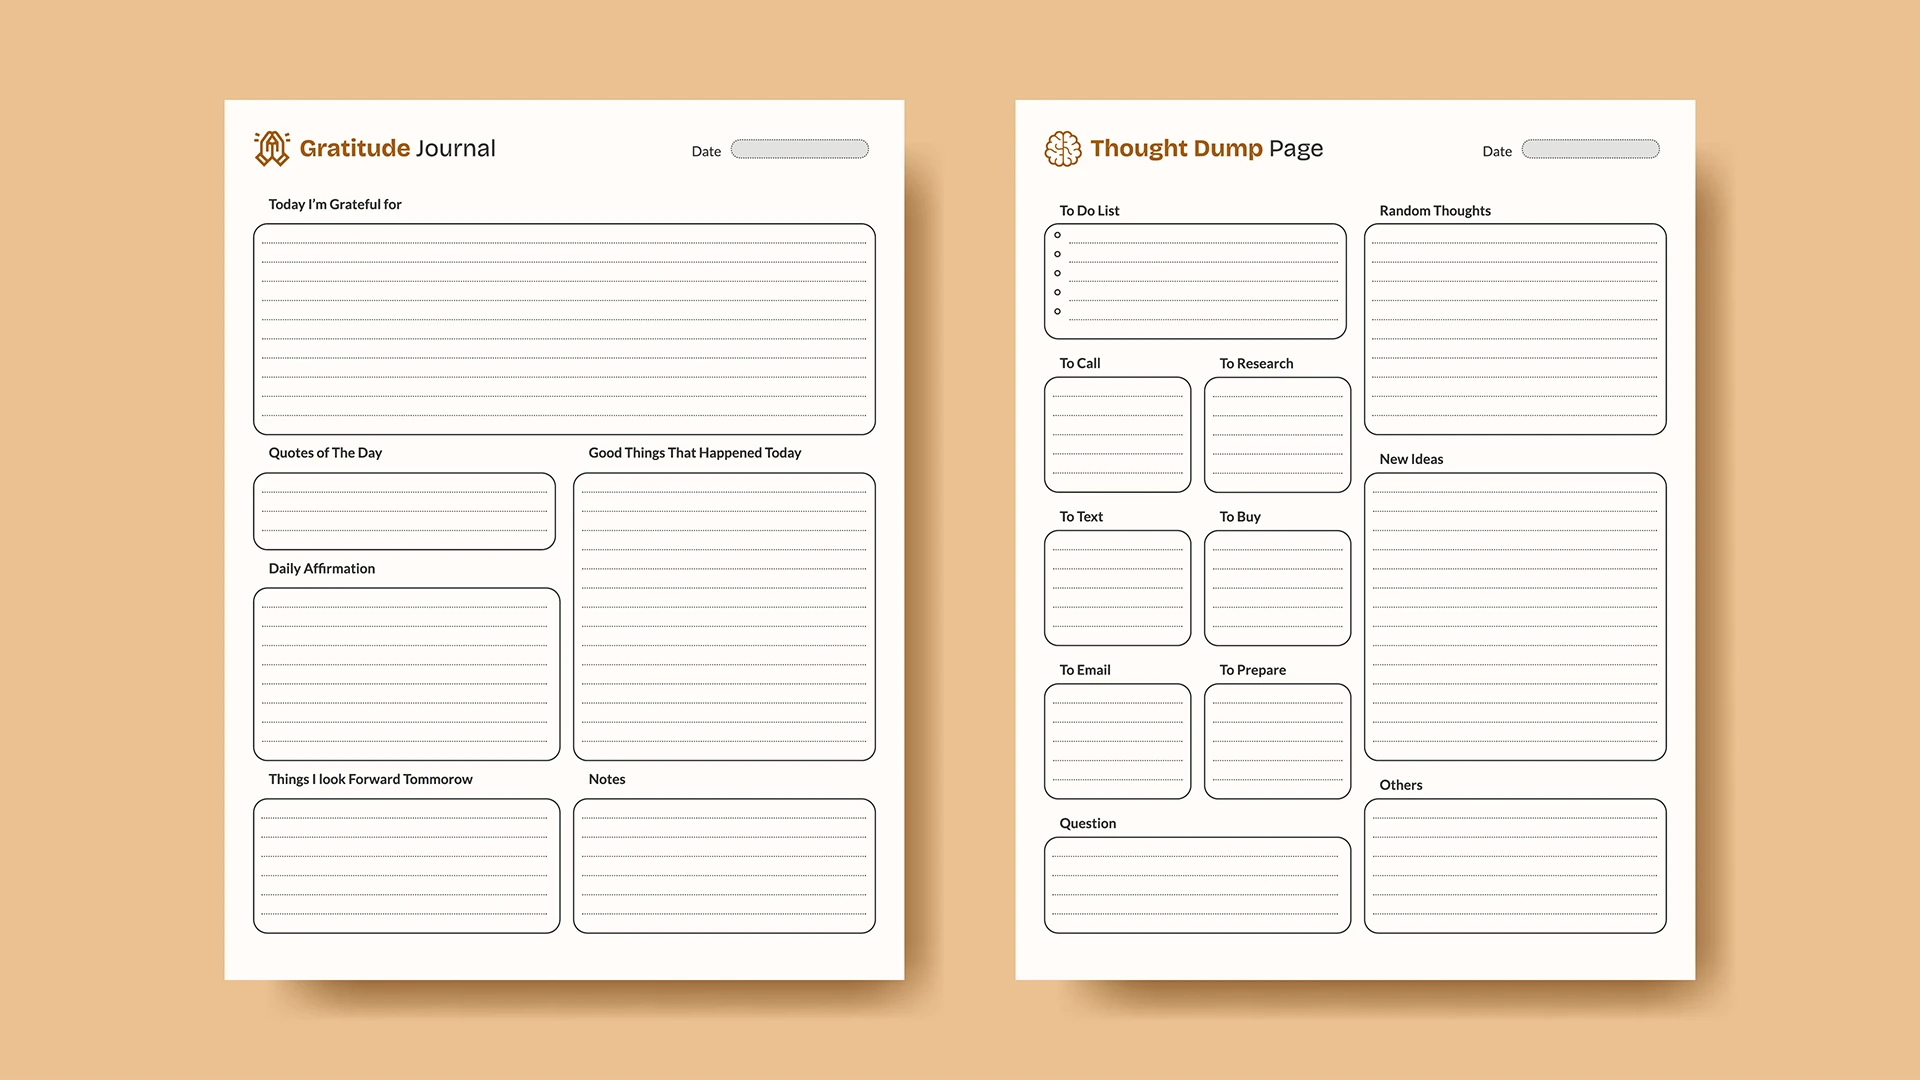 Gratitude Journal
Date
Today I'm Grateful for
Quotes of The Day
Good Things That Happened Today
Daily Affirmation
Things I look Forward Tommorow
Notes
Thought Dump Page
Date
To Do List
Random Thoughts
To Call
To Research
New Ideas
To Text
To Buy
To Email
To Prepare
Others
Question